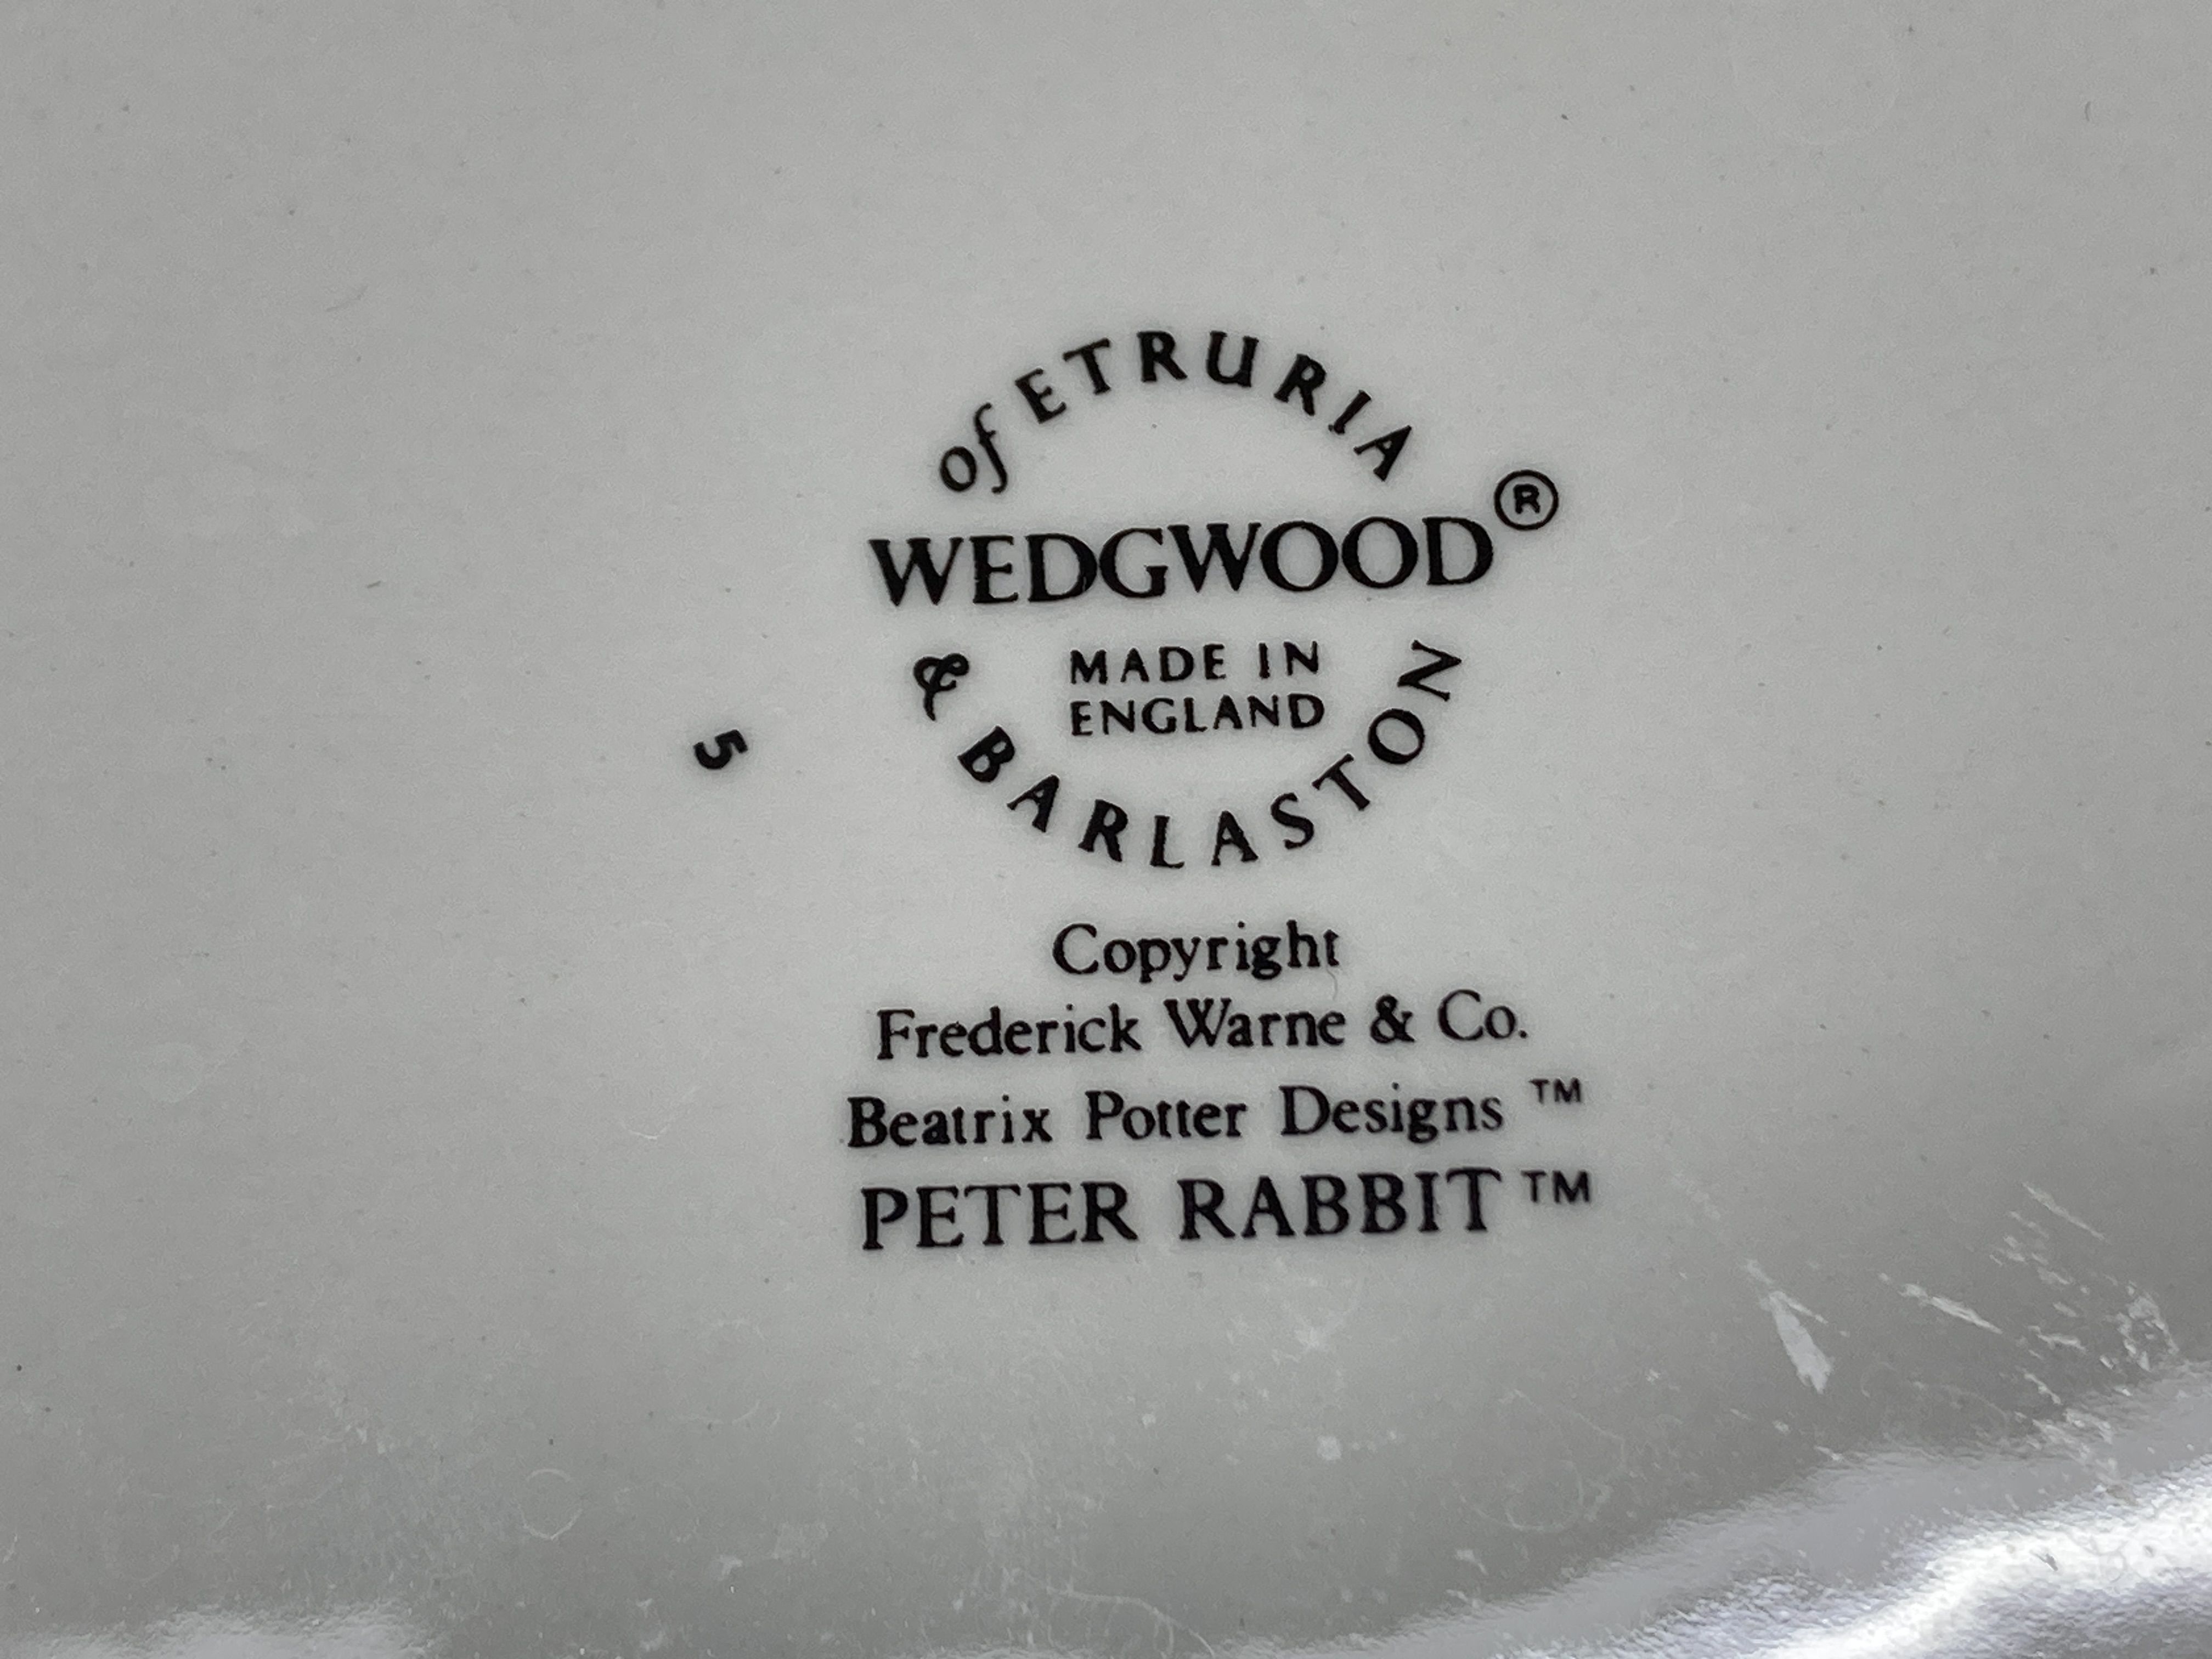 of ETRURIA
WEDGWOOD®
MADE IN
ENGLAND
& BARLASTON
5
Copyright
Frederick Warne & Co.
Beatrix Potter Designs ™
PETER RABBIT ™